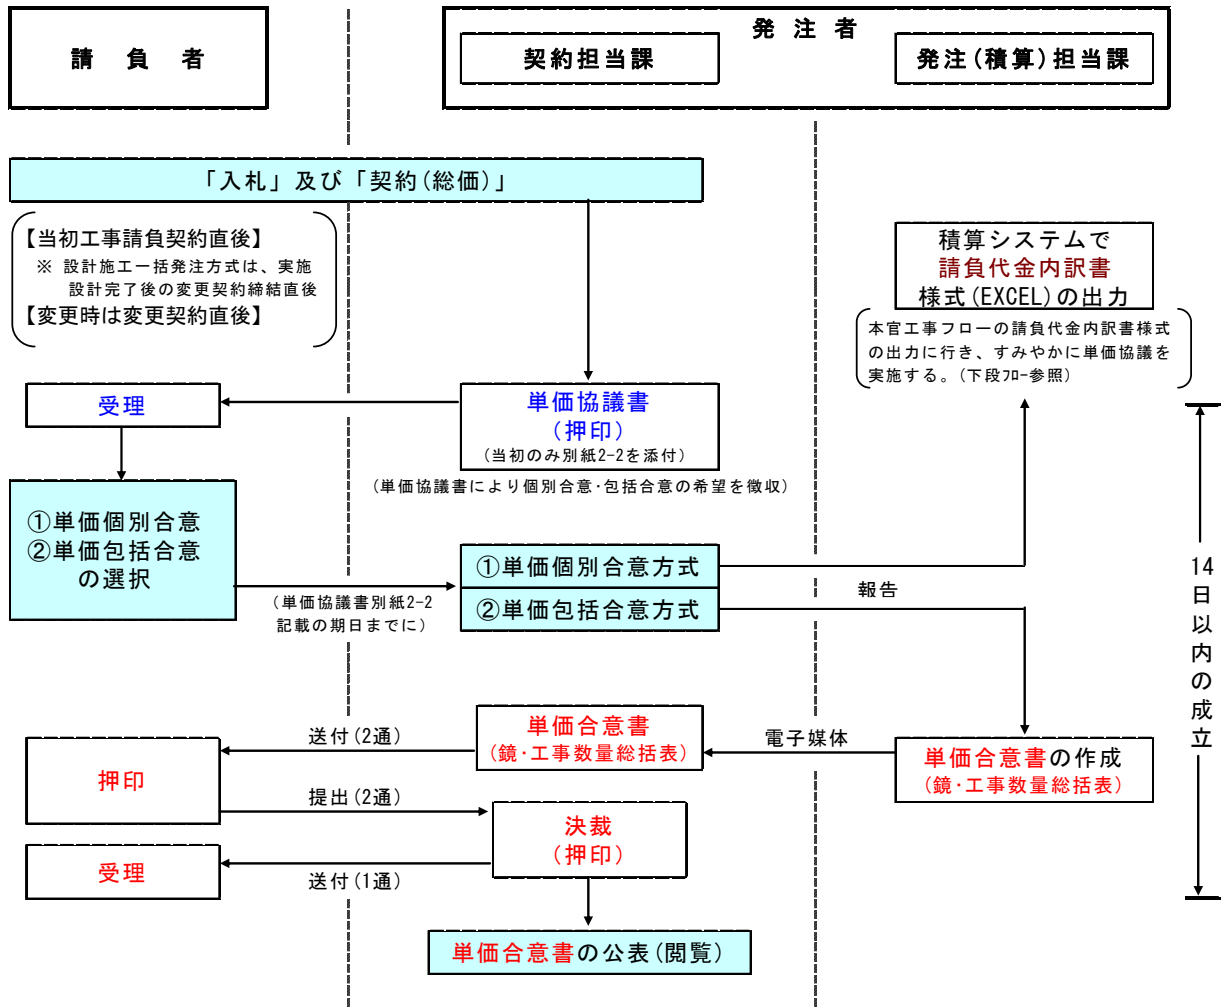 請　負　者
発　注　者
契約担当課
発注(積算)担当課
「入札」及び「契約(総価)」
【当初工事請負契約直後】
※ 設計施工一括発注方式は、実施
設計完了後の変更契約締結直後
【変更時は変更契約直後】
積算システムで
請負代金内訳書
様式(EXCEL)の出力
本官工事フローの請負代金内訳書様式
の出力に行き、すみやかに単価協議を
実施する。(下段ﾌﾛｰ参照)
受理
単価協議書
(押印)
(当初のみ別紙2-2を添付)
(単価協議書により個別合意･包括合意の希望を徴収)
①単価個別合意
②単価包括合意
の選択
(単価協議書別紙2-2
記載の期日までに)
①単価個別合意方式
②単価包括合意方式
報告
14日以内の成立
単価合意書
(鏡･工事数量総括表)
送付(2通)
電子媒体
単価合意書の作成
(鏡･工事数量総括表)
押印
提出(2通)
決裁
(押印)
受理
送付(1通)
単価合意書の公表(閲覧)